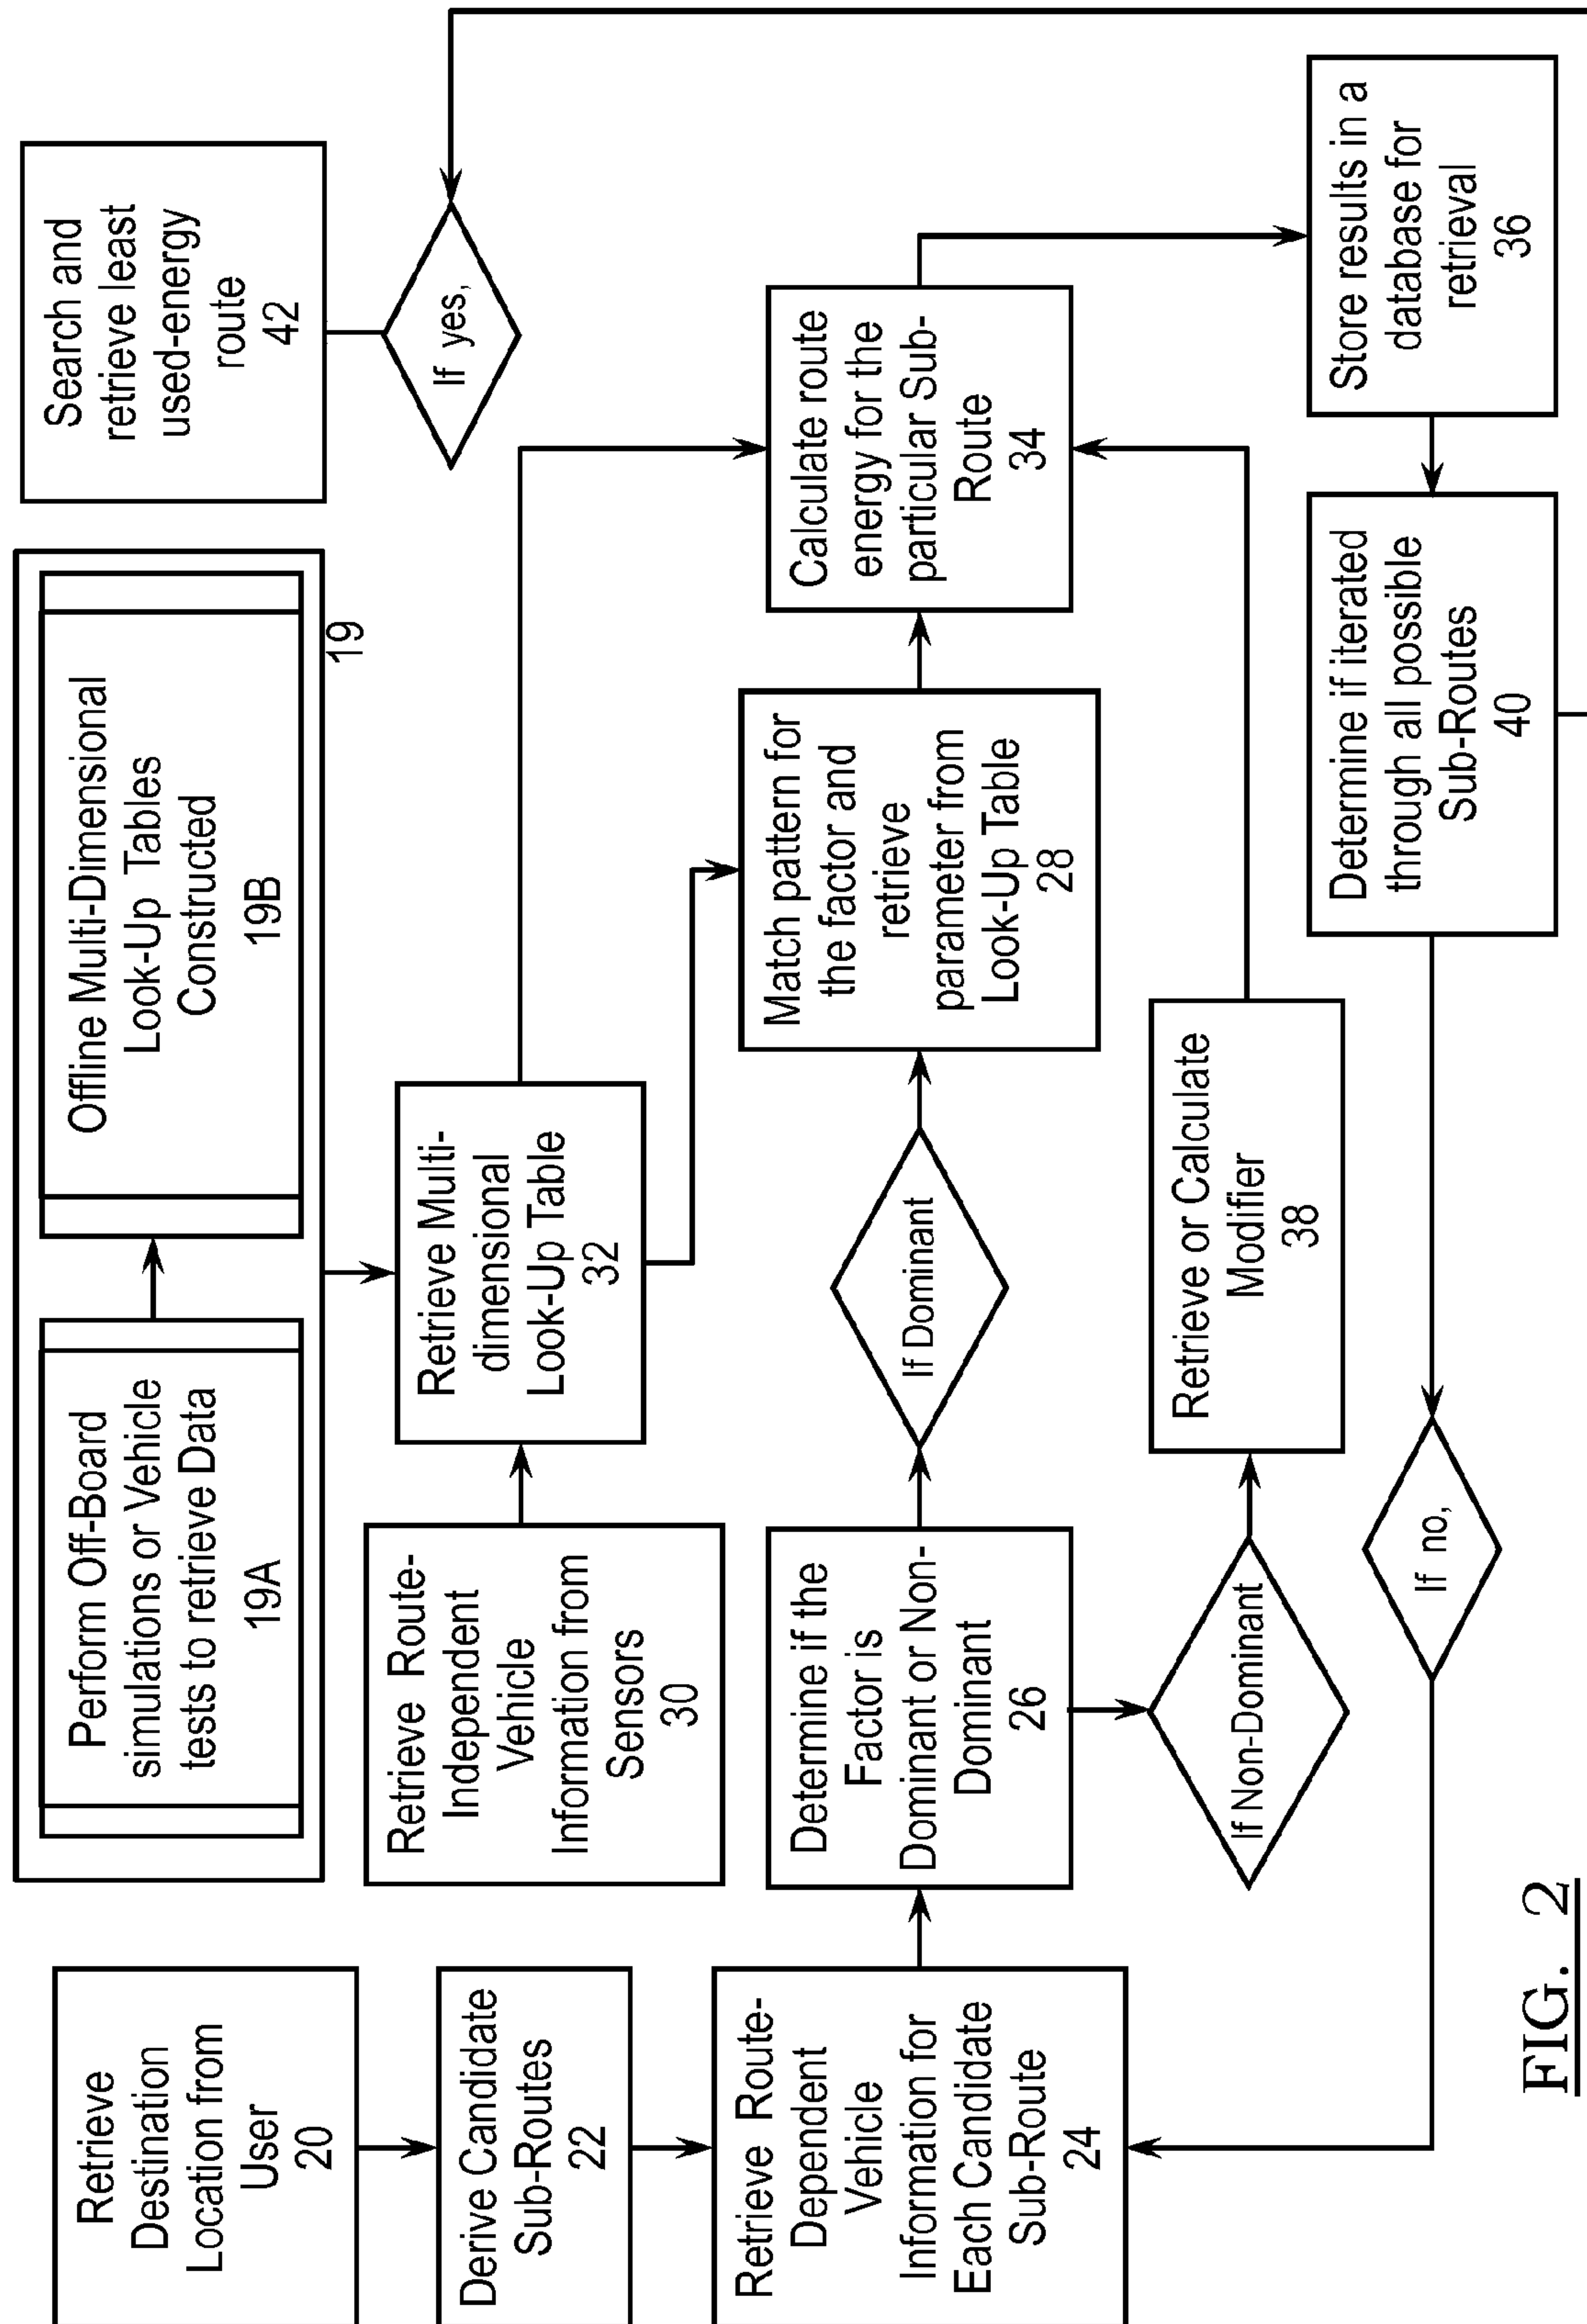 Retrieve
Destination
Location from
User
20
Derive Candidate
Sub-Routes
22
Retrieve Route-
Dependent
Vehicle
Information for
Each Candidate
Sub-Route
24
Perform Off-Board
simulations or Vehicle
tests to retrieve Data
19A
Offline Multi-Dimensional
Look-Up Tables
Constructed
19B
19
Retrieve Route-
Independent
Vehicle
Information from
Sensors
30
Retrieve Multi-
dimensional
Look-Up Table
32
Determine if the
Factor is
Dominant or Non-
Dominant
26
If Dominant
Match pattern for
the factor and
retrieve
parameter from
Look-Up Table
28
Calculate route
energy for the
particular Sub-
Route
34
If Non-Dominant
Retrieve or Calculate
Modifier
38
Store results in a
database for
retrieval
36
Determine if iterated
through all possible
Sub-Routes
40
If no,
If yes,
Search and
retrieve least
used-energy
route
42
FIG. 2